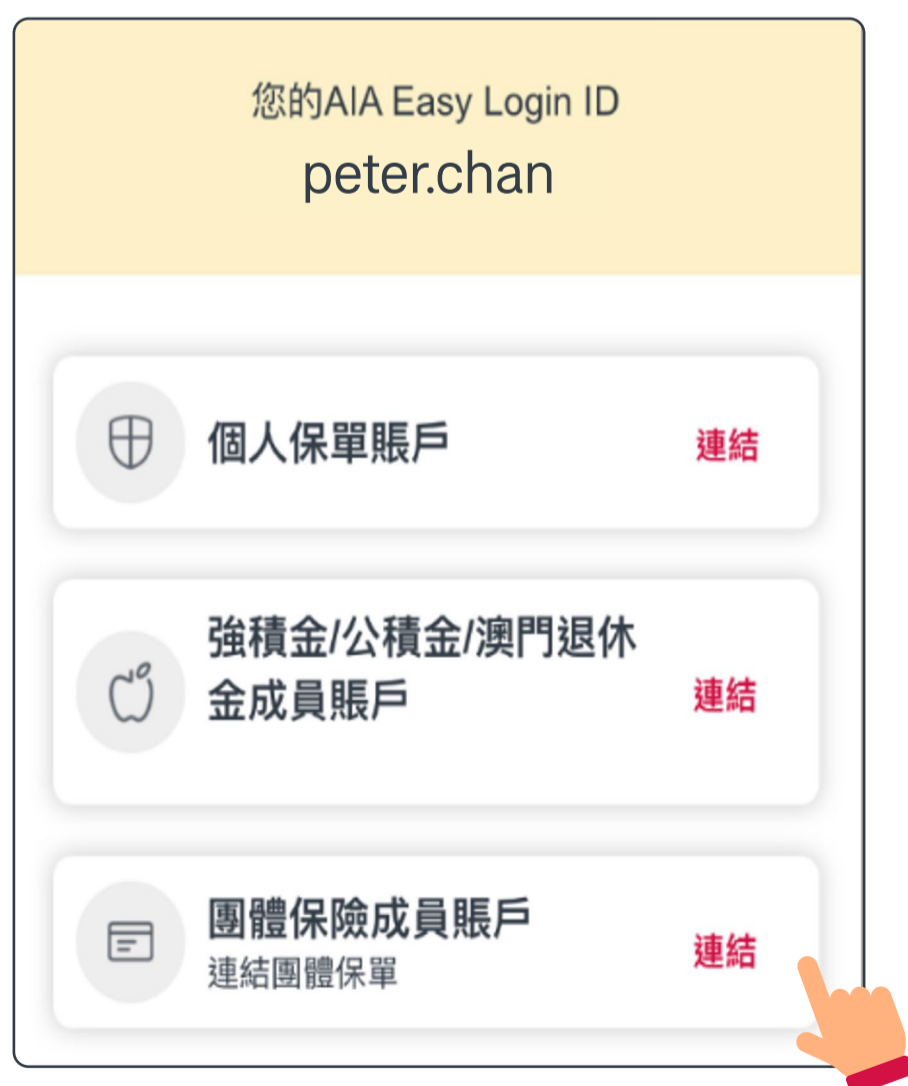 您的AIA Easy Login ID
peter.chan
個人保單賬戶
連結
強積金/公積金/澳門退休
金成員賬戶
連結
團體保險成員賬戶
連結團體保單
連結